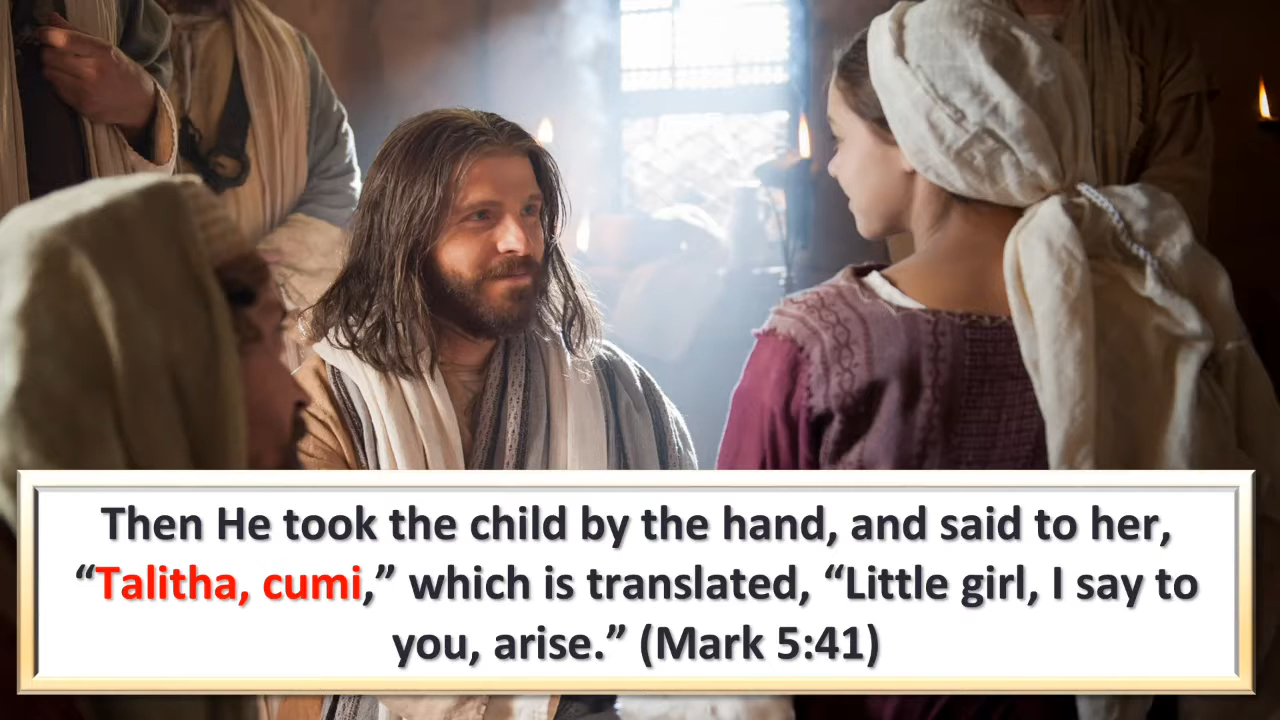 Then He took the child by the hand, and said to her,
“Talitha, cumi,” which is translated, “Little girl, I say to
you, arise.” (Mark 5:41)